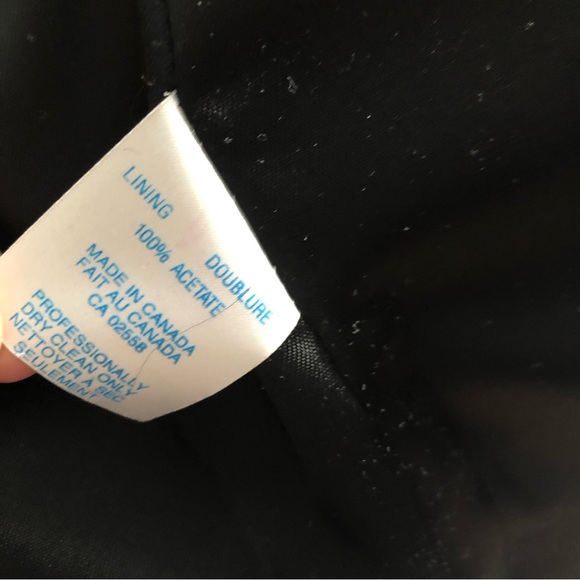 LINING DOUBLURE
100% ACETATE
MADE IN CANADA
FAIT AU CANADA
CA 02558
PROFESSIONALLY
DRY CLEAN ONLY
NETTOYER A SEC
SEULEMENT